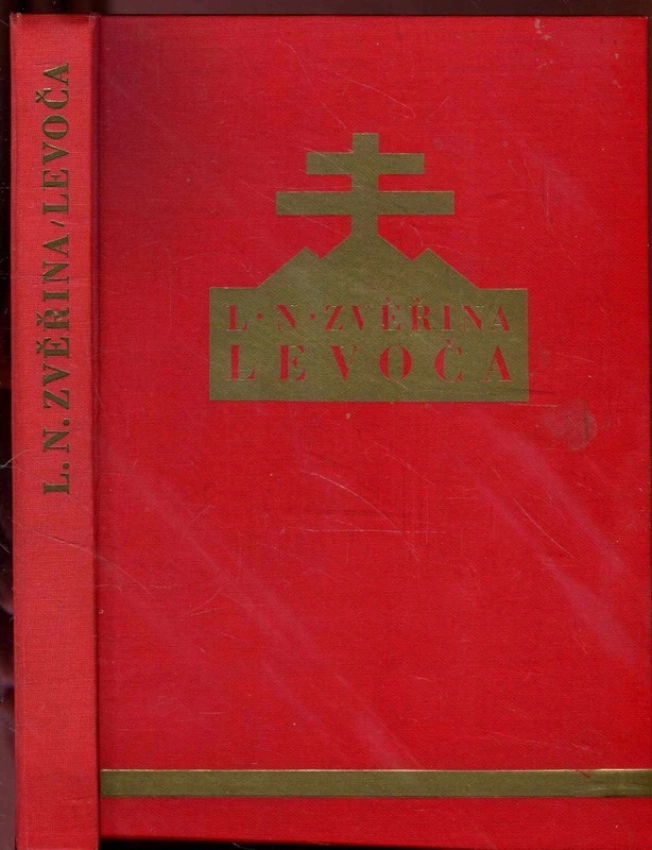 L. N. ZVĚŘINA, LEVOČA
L · N · ZVĚŘINA
LEVOČA